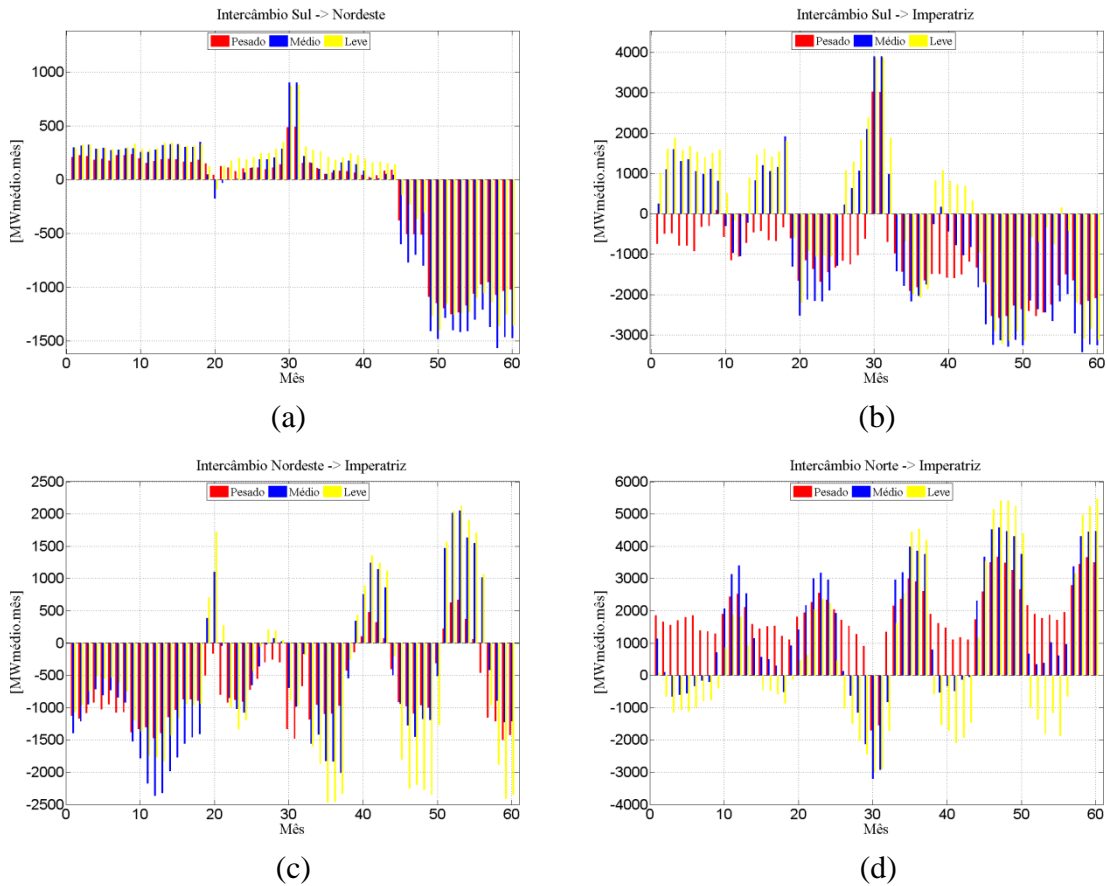 Intercâmbio Sul -> Nordeste
Pesado Médio Leve
1000
500
0
-500
-1000
-1500
[MWmédio.mês]
0 10 20 30 40 50 60
Mês
(a)
Intercâmbio Sul -> Imperatriz
Pesado Médio Leve
4000
3000
2000
1000
0
-1000
-2000
-3000
[MWmédio.mês]
0 10 20 30 40 50 60
Mês
(b)
Intercâmbio Nordeste -> Imperatriz
Pesado Médio Leve
2500
2000
1500
1000
500
0
-500
-1000
-1500
-2000
-2500
[MWmédio.mês]
0 10 20 30 40 50 60
Mês
(c)
Intercâmbio Norte -> Imperatriz
Pesado Médio Leve
6000
5000
4000
3000
2000
1000
0
-1000
-2000
-3000
-4000
[MWmédio.mês]
0 10 20 30 40 50 60
Mês
(d)